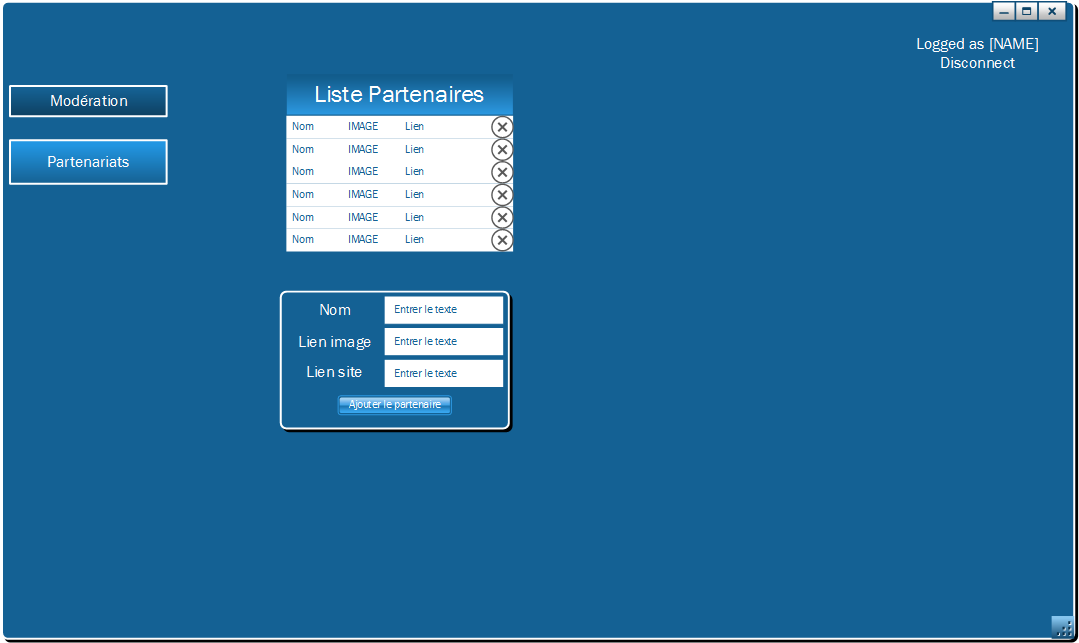 Logged as [NAME]
Disconnect
Modération
Partenariats
Liste Partenaires
Nom IMAGE Lien
Nom IMAGE Lien
Nom IMAGE Lien
Nom IMAGE Lien
Nom IMAGE Lien
Nom IMAGE Lien
Nom Entrer le texte
Lien image Entrer le texte
Lien site Entrer le texte
Ajouter le partenaire